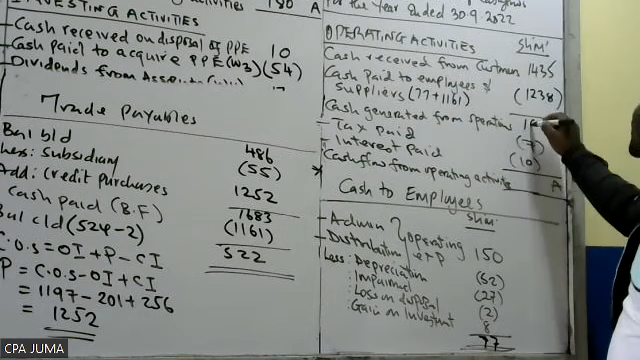 INVESTING ACTIVITIES
- Cash received on disposal of PPE 10
- Cash paid to acquire PPE (W3) (54)
- Dividends from
activities 180 A
Trade Payables
Bal b/d 486
Less: Subsidiary (55)
Add: Credit purchases 1252
1683
Cash paid (B.F) (1161)
Bal c/d (524-2) 522
C.O.S = OI + P - CI
P = C.O.S - OI + CI
= 1197 - 201 + 256
= 1252
For the Year Ended 30.9.2022
OPERATING ACTIVITIES Sh'm'
Cash received from Customers 1435
Cash paid to employees &
Suppliers (77+1161) (1238)
Cash generated from operations
- Tax paid
- Interest paid (10)
Cashflow from operating activities A
Cash to Employees
Sh'm'
- Admin
- Distribution } operating exp 150
Less: Depreciation (52)
: Impairment (27)
: Loss on disposal (2)
: Gain on Investment 8
77
CPA JUMA